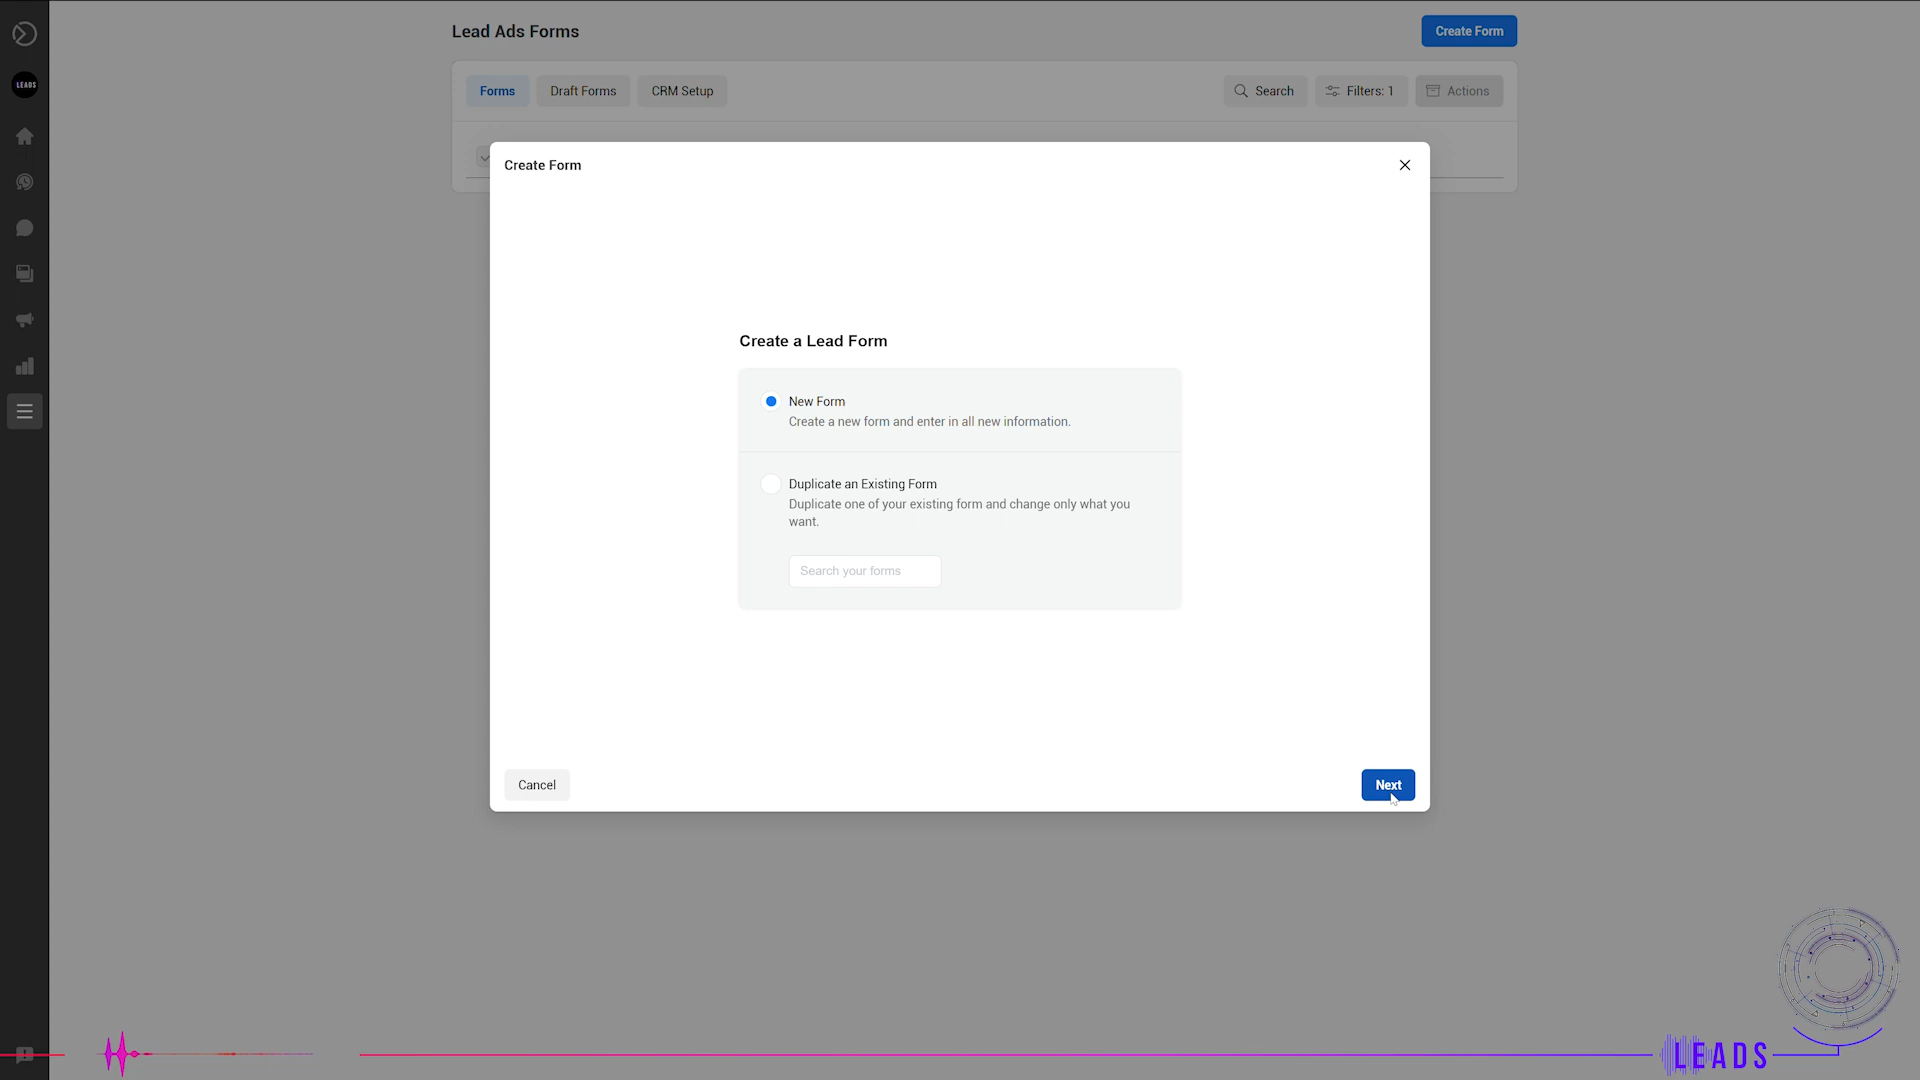 LEADS
Lead Ads Forms
Create Form
Forms
Draft Forms
CRM Setup
Search
Filters: 1
Actions
Create Form
Create a Lead Form
New Form
Create a new form and enter in all new information.
Duplicate an Existing Form
Duplicate one of your existing form and change only what you
want.
Search your forms
Cancel
Next
LEADS